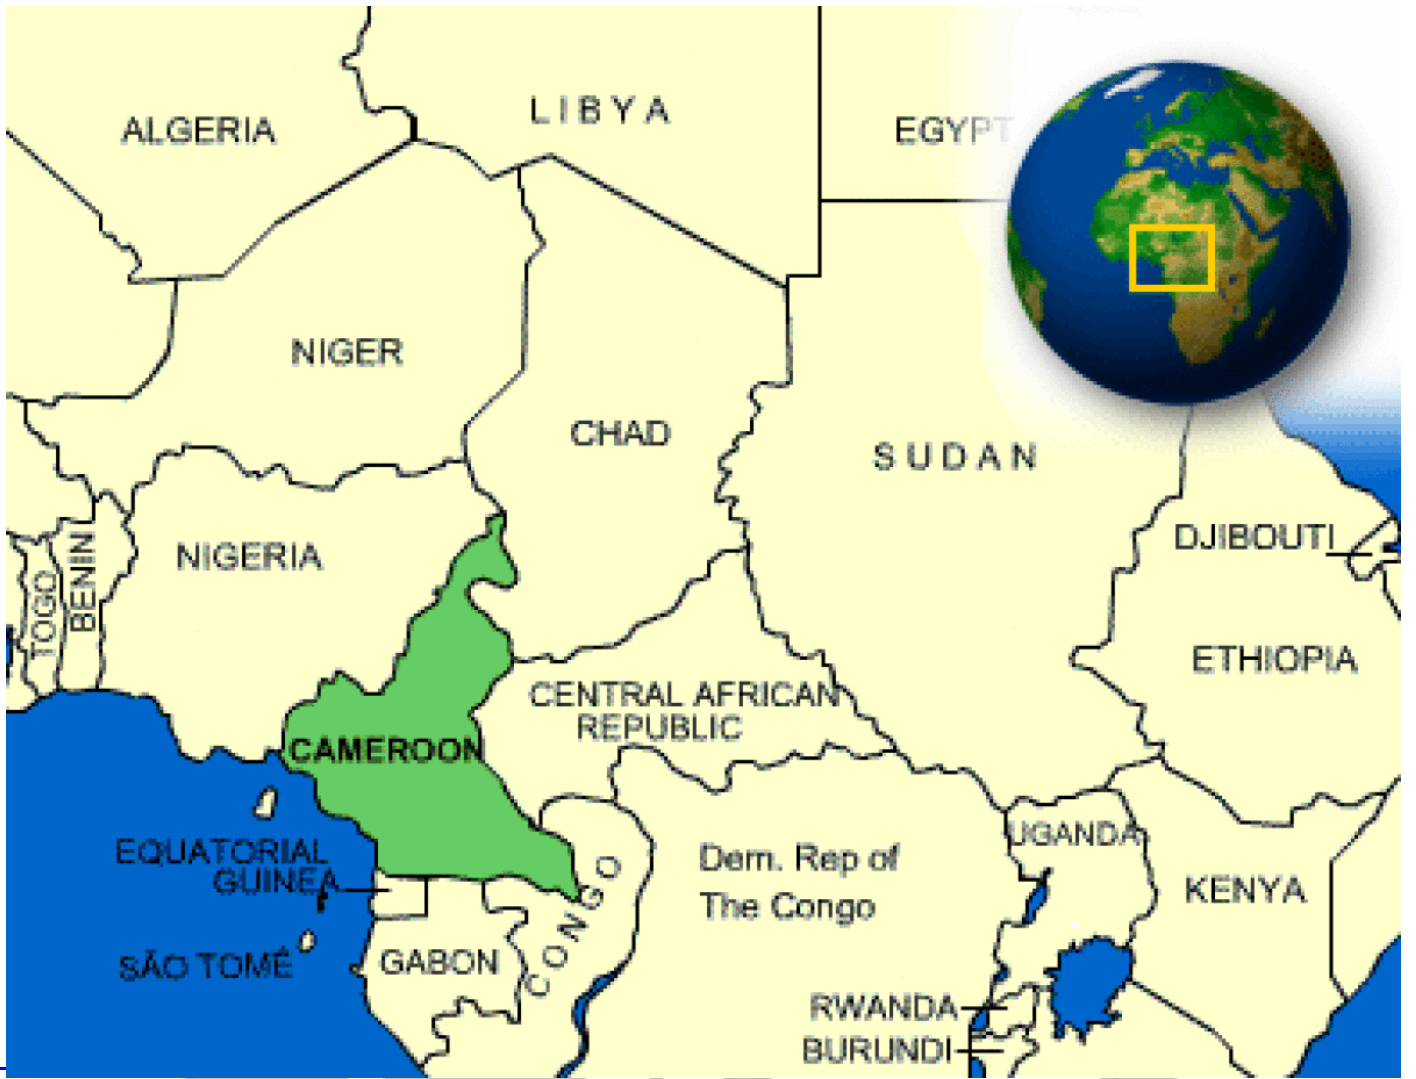 ALGERIA
LIBYA
EGYPT
NIGER
CHAD
SUDAN
NIGERIA
BENIN
TOGO
DJIBOUTI
ETHIOPIA
CENTRAL AFRICAN
REPUBLIC
CAMEROON
UGANDA
EQUATORIAL
GUINEA
Dem. Rep of
The Congo
KENYA
CONGO
SÃO TOMÉ
GABON
RWANDA
BURUNDI